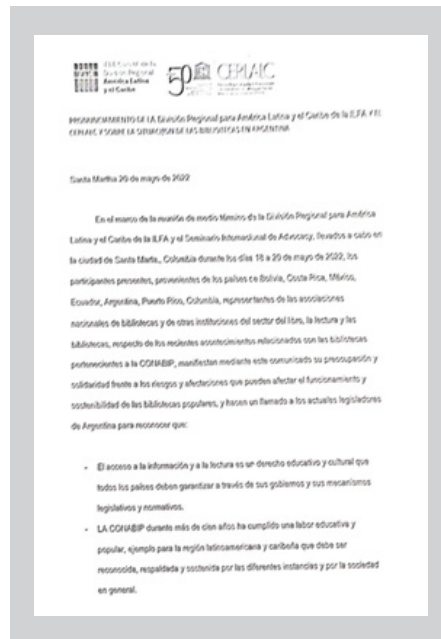 División Regional
América Latina
y el Caribe
50 CERLALC
PRONUNCIAMIENTO DE LA División Regional para América Latina y el Caribe de la Y EL
SOBRE LA SITUACIÓN DE LAS BIBLIOTECAS EN ARGENTINA
Santa Martha 20 de mayo de 2022
En el marco de la reunión de medio término de la División Regional para América
Latina y el Caribe de la y el Seminario Internacional de Advocacy, llevados a cabo en
la ciudad de Santa Marta, Colombia durante los días 18 a 20 de mayo de 2022, los
participantes presentes, provenientes de los países de Bolivia, Costa Rica, México,
Ecuador, Argentina, Puerto Rico, Colombia, representantes de las asociaciones
nacionales de bibliotecas y de otras instituciones del sector del libro, la lectura y las
bibliotecas, respecto de los recientes acontecimientos relacionados con las bibliotecas
pertenecientes a la CONABIP, manifiestan mediante este comunicado su preocupación y
solidaridad frente a los riesgos y afectaciones que pueden afectar el funcionamiento y
sostenibilidad de las bibliotecas populares, y hacen un llamado a los actuales legisladores
de Argentina para reconocer que:
- El acceso a la información y a la lectura es un derecho educativo y cultural que
todos los países deben garantizar a través de sus gobiernos y sus mecanismos
legislativos y normativos.
- LA CONABIP durante más de cien años ha cumplido una labor educativa y
popular, ejemplo para la región latinoamericana y caribeña que debe ser
reconocida, respaldada y sostenida por las diferentes instancias y por la sociedad
en general.